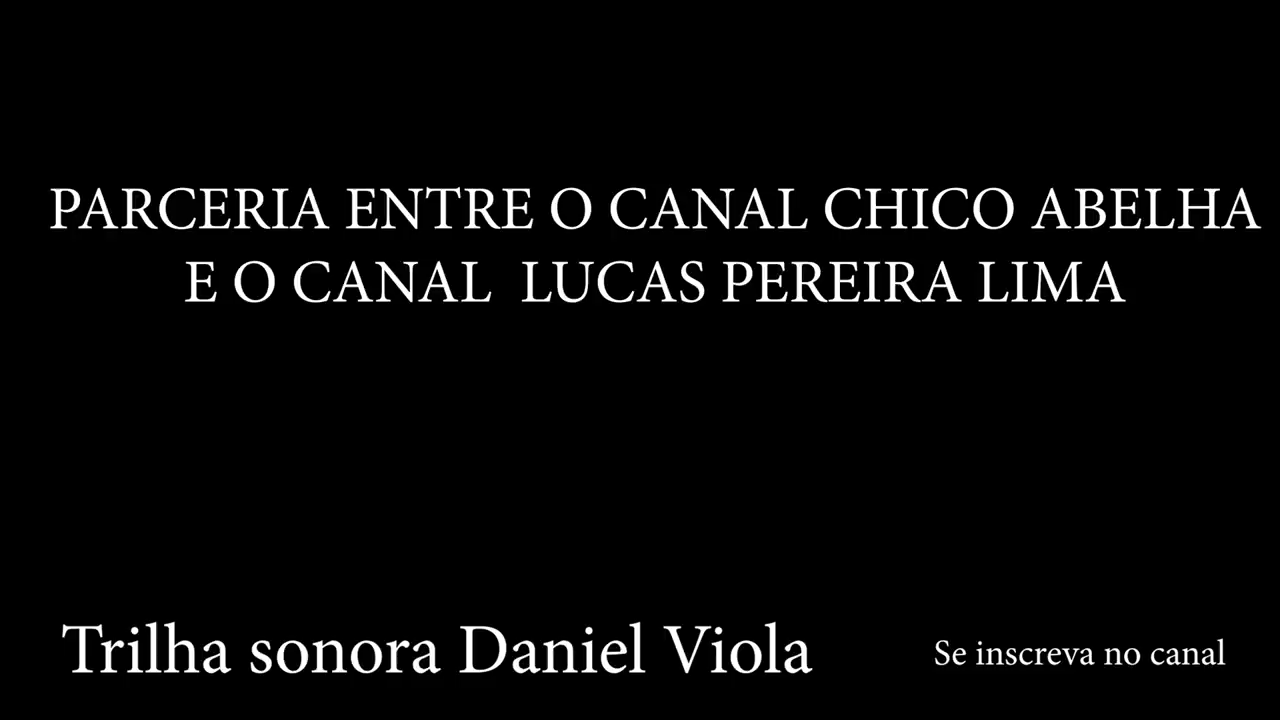 PARCERIA ENTRE O CANAL CHICO ABELHA
E O CANAL LUCAS PEREIRA LIMA
Trilha sonora Daniel Viola
Se inscreva no canal